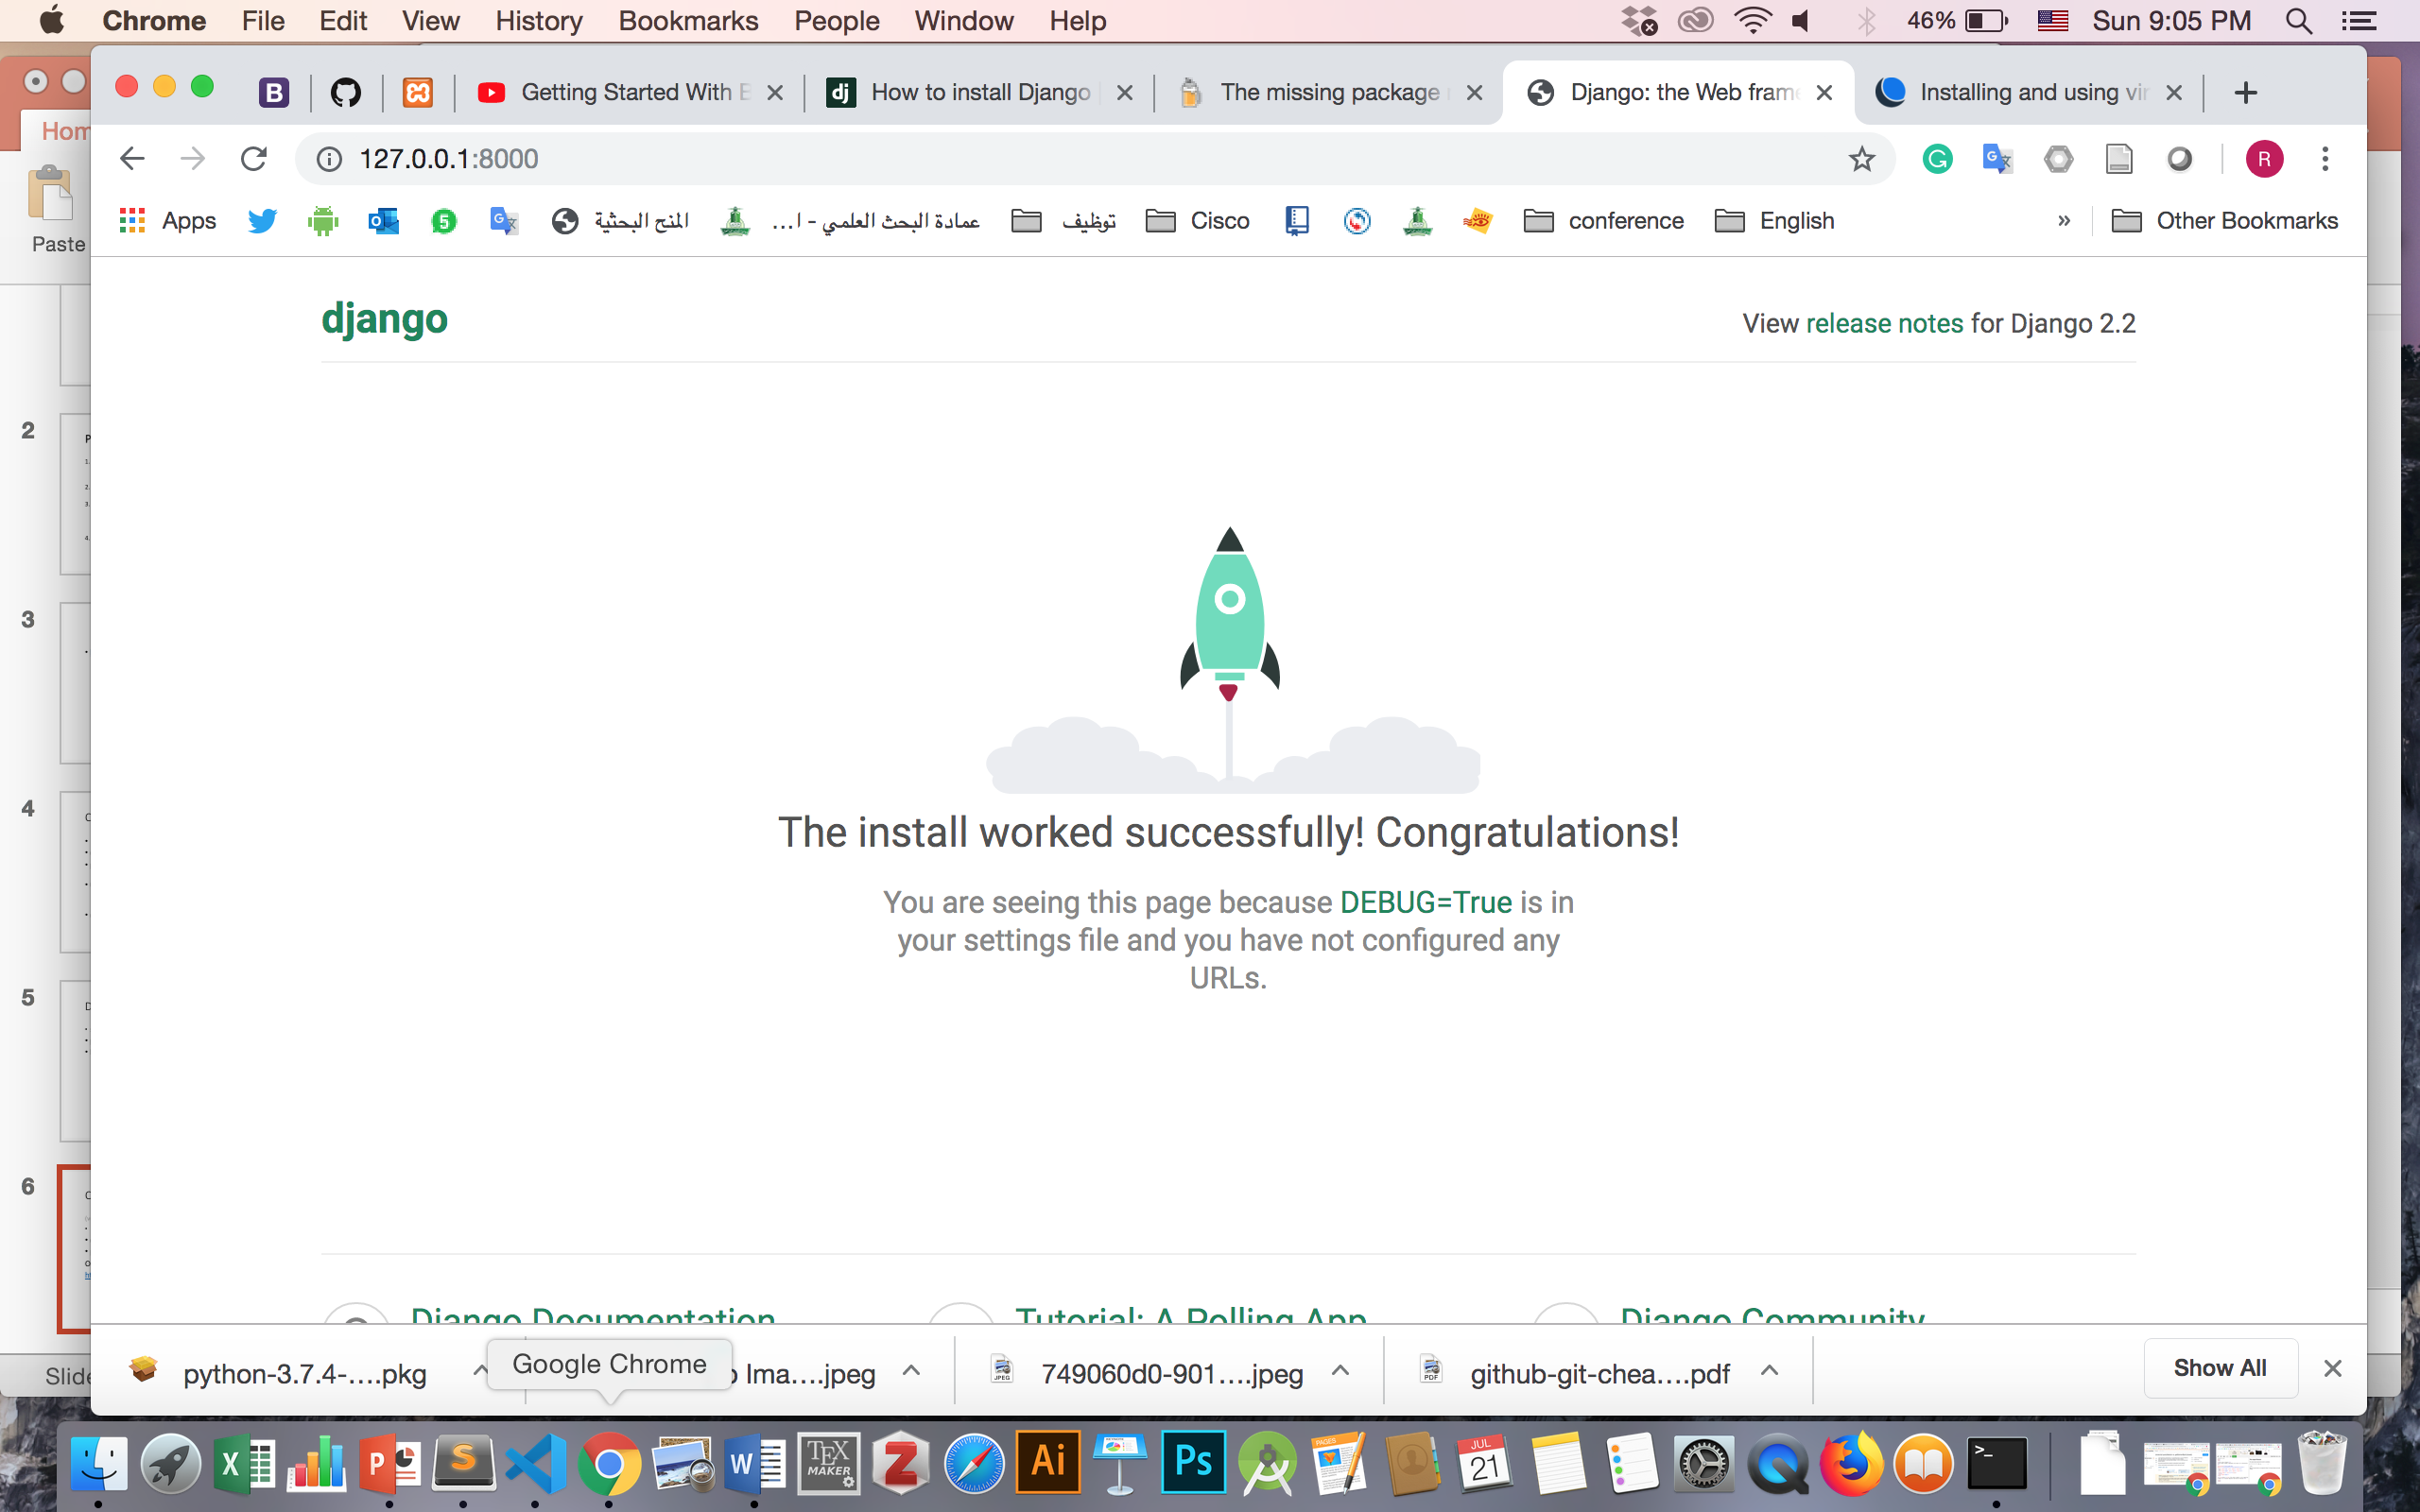 Chrome File Edit View History Bookmarks People Window Help 46% Sun 9:05 PM
Getting Started With How to install Django The missing package Django: the Web fram Installing and using vir
127.0.0.1:8000
Apps المنح البحثية عمادة البحث العلمي - ا... توظيف Cisco conference English » Other Bookmarks
Hom
Paste
django
View release notes for Django 2.2
2
3
4
5
6
The install worked successfully! Congratulations!
You are seeing this page because DEBUG=True is in
your settings file and you have not configured any
URLs.
Django Documentation Tutorial: A Polling App Django Community
Slide
python-3.7.4-....pkg Ima....jpeg 749060d0-901....jpeg github-git-chea....pdf Show All
Google Chrome
JUL
21
TEX
MAKER
Ai
Ps
PAGES